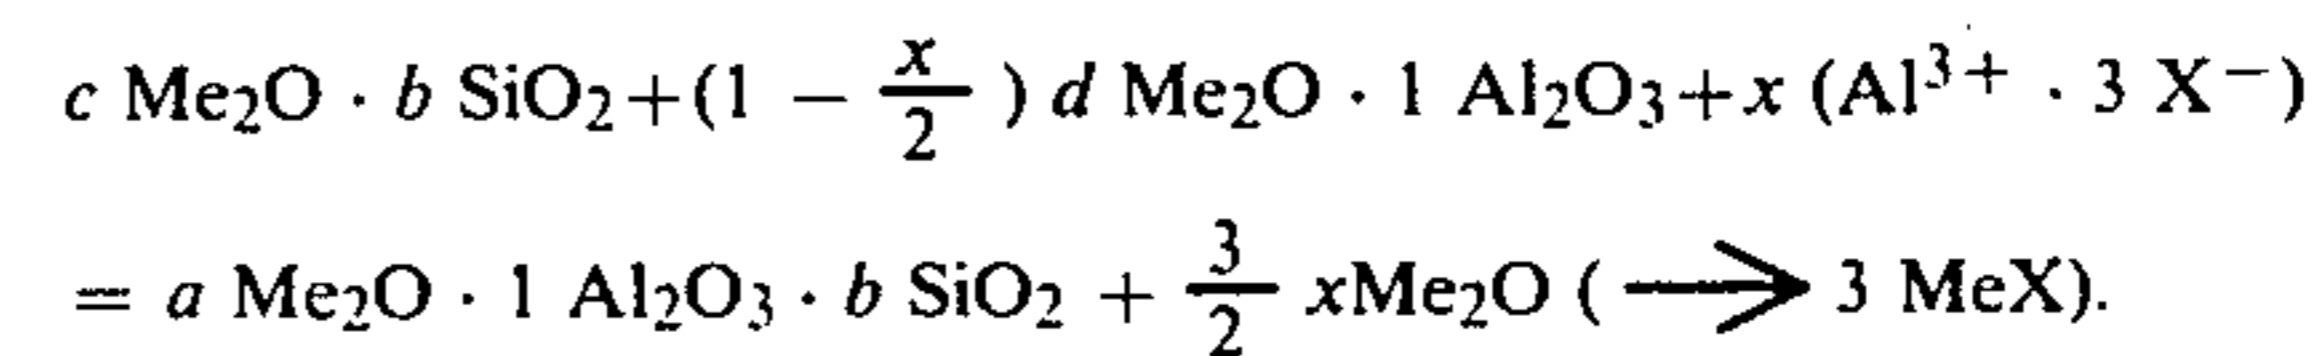 c Me₂O · b SiO₂+(1 − x/2) d Me₂O · 1 Al₂O₃+x (Al³⁺ · 3 X⁻)
= a Me₂O · 1 Al₂O₃ · b SiO₂ + 3/2 xMe₂O (⟶ 3 MeX).